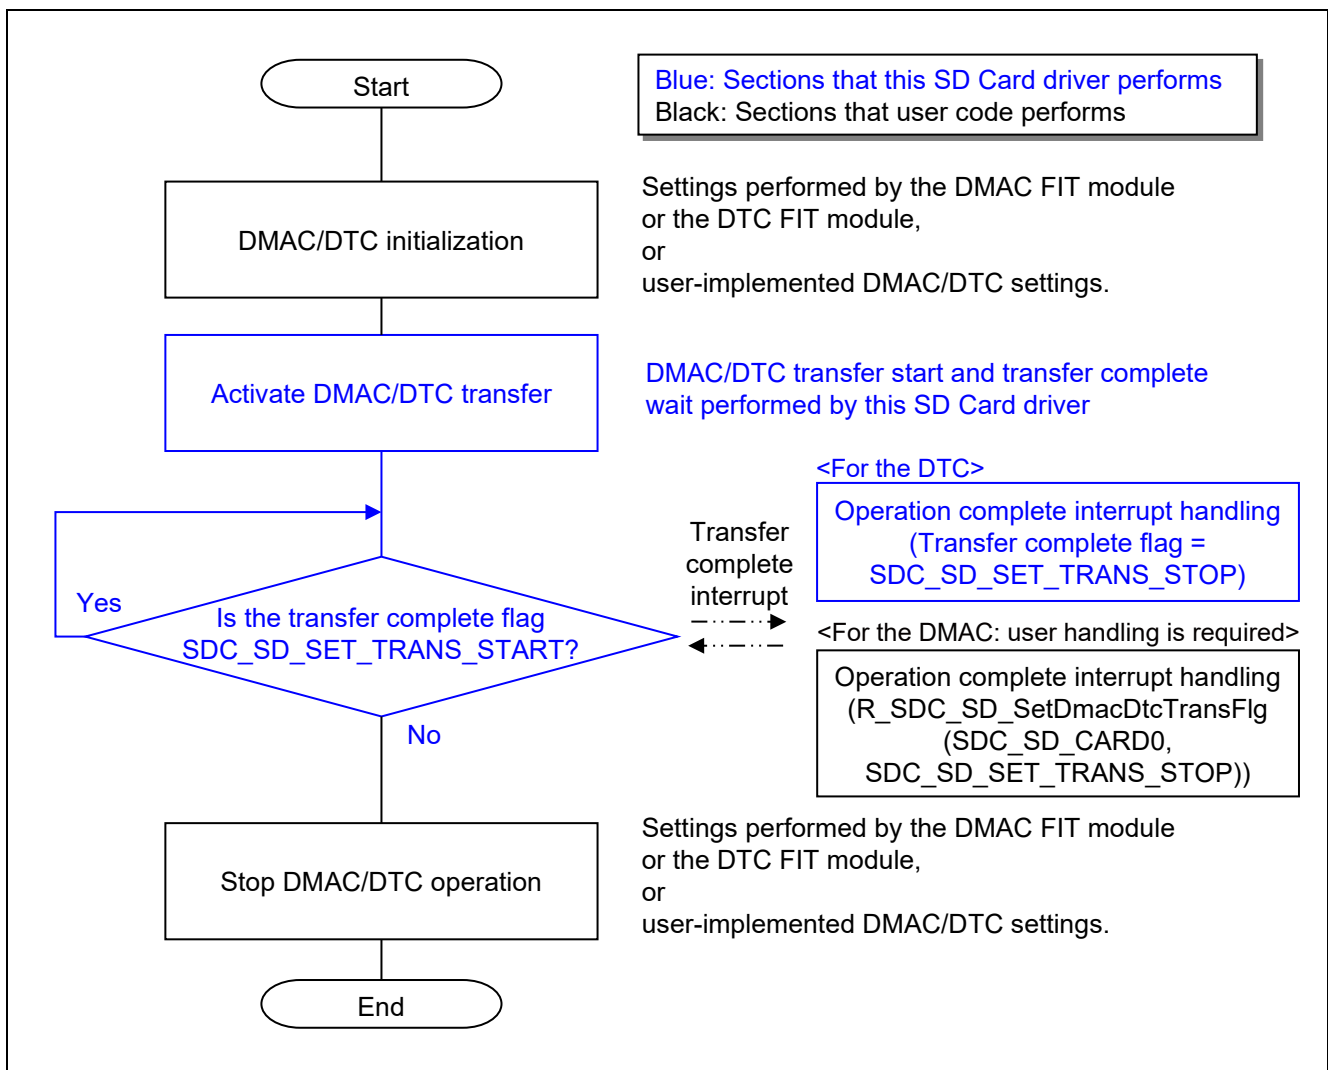 Start
Blue: Sections that this SD Card driver performs
Black: Sections that user code performs
DMAC/DTC initialization
Settings performed by the DMAC FIT module
or the DTC FIT module,
or
user-implemented DMAC/DTC settings.
Activate DMAC/DTC transfer
DMAC/DTC transfer start and transfer complete
wait performed by this SD Card driver
<For the DTC>
Operation complete interrupt handling
(Transfer complete flag =
SDC_SD_SET_TRANS_STOP)
Transfer
complete
interrupt
Yes
Is the transfer complete flag
SDC_SD_SET_TRANS_START?
No
<For the DMAC: user handling is required>
Operation complete interrupt handling
(R_SDC_SD_SetDmacDtcTransFlg
(SDC_SD_CARD0,
SDC_SD_SET_TRANS_STOP))
Stop DMAC/DTC operation
Settings performed by the DMAC FIT module
or the DTC FIT module,
or
user-implemented DMAC/DTC settings.
End